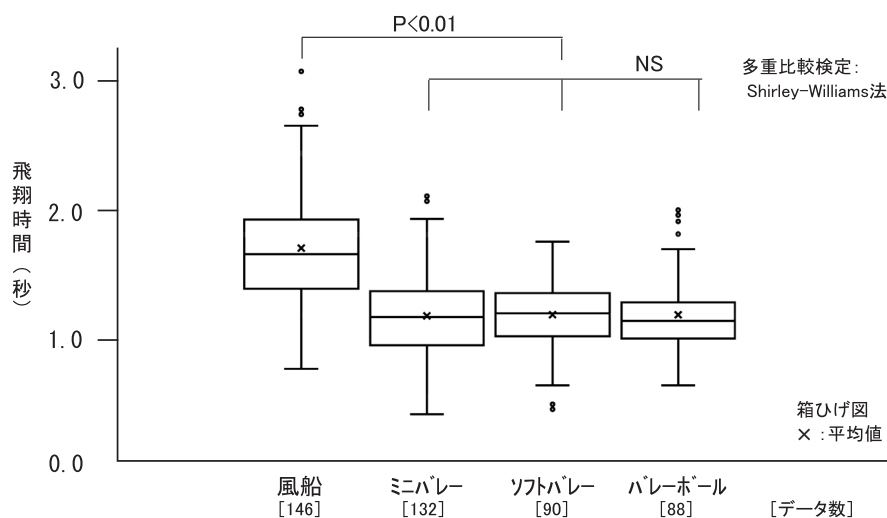 P<0.01
NS
多重比較検定:
Shirley-Williams法
飛翔時間(秒)
3.0
2.0
1.0
0.0
箱ひげ図
×:平均値
風船 ミニバレー ソフトバレー バレーボール
[146] [132] [90] [88] [データ数]